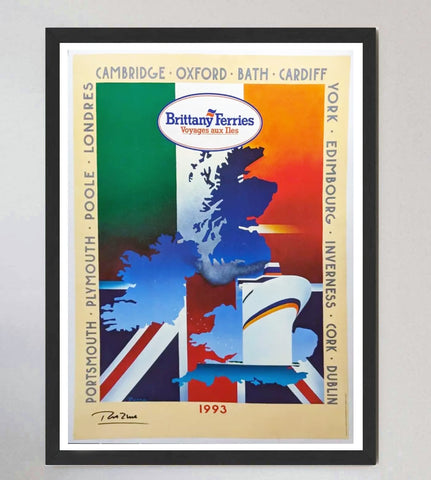 CAMBRIDGE · OXFORD · BATH · CARDIFF
PORTSMOUTH · PLYMOUTH · POOLE · LONDRES
YORK · EDIMBOURG · INVERNESS · CORK · DUBLIN
Brittany Ferries
Voyages aux Iles
1993